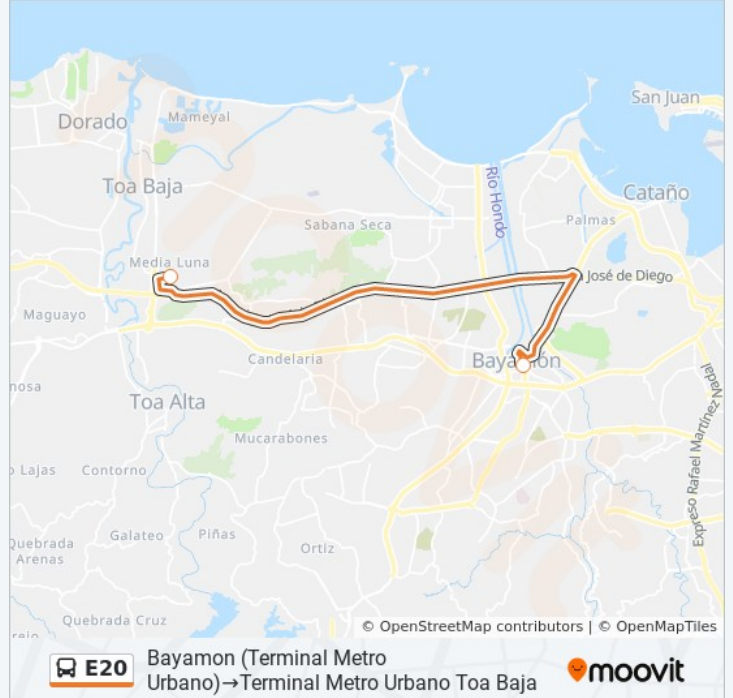 San Juan
Mameyal
Dorado
Río Hondo
Toa Baja
Cataño
Sabana Seca
Palmas
Media Luna
José de Diego
Maguayo
Candelaria
Bayamón
nosa
Toa Alta
Mucarabones
Expreso Rafael Martínez Nadal
o Lajas
Contorno
Galateo
Piñas
Quebrada
Arenas
Ortiz
Quebrada Cruz
rejo
© OpenStreetMap contributors | © OpenMapTiles
E20
Bayamon (Terminal Metro
Urbano)→Terminal Metro Urbano Toa Baja
moovit